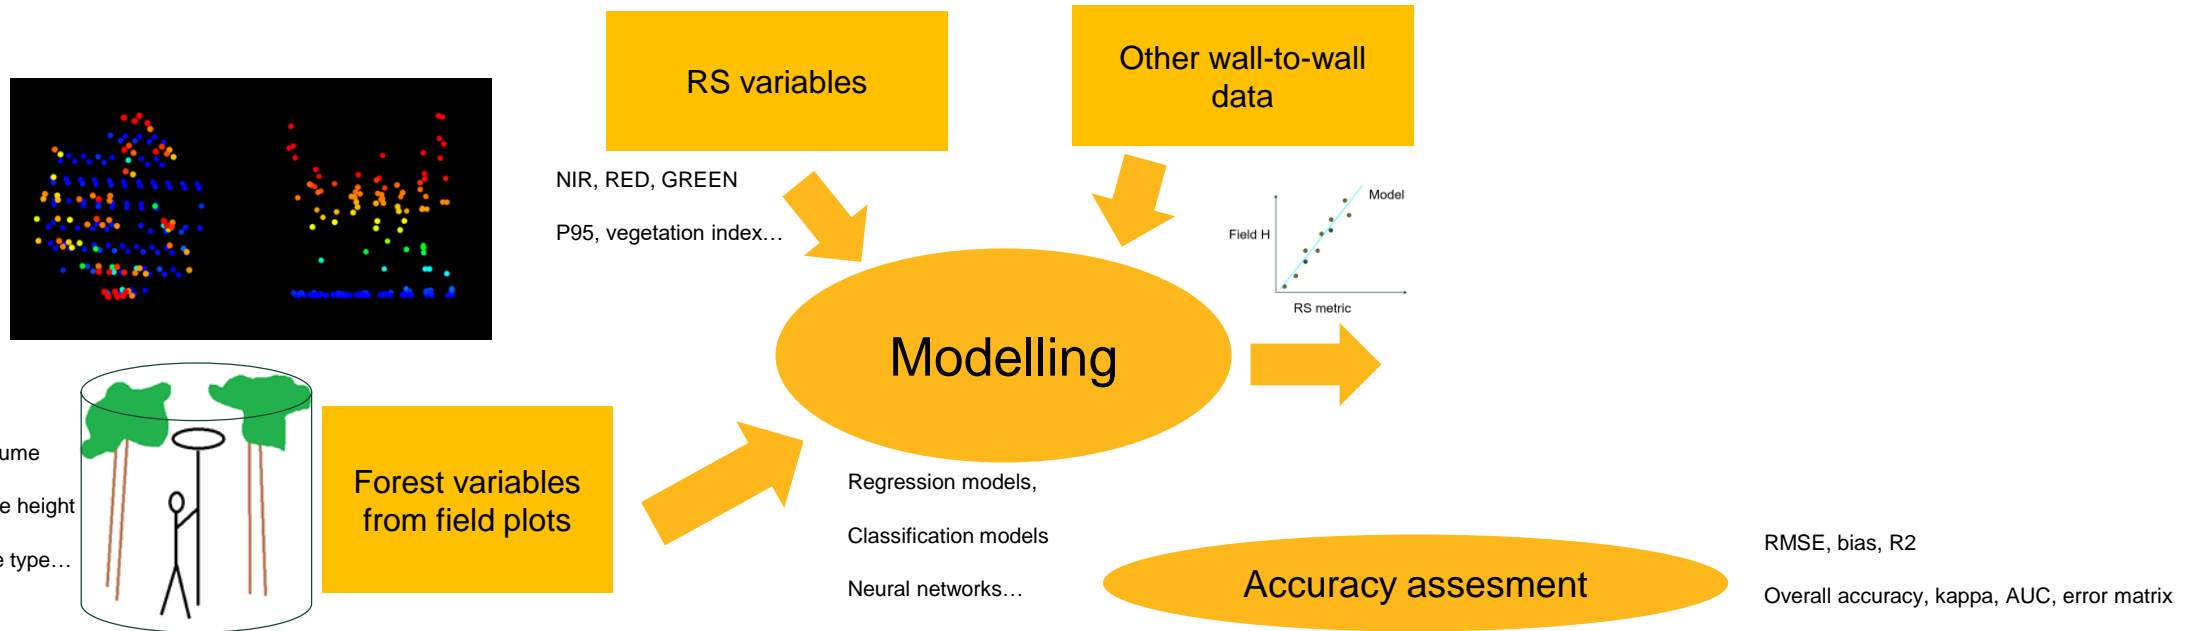 RS variables
Other wall-to-wall
data
NIR, RED, GREEN
P95, vegetation index…
Model
Field H
RS metric
Modelling
height
type…
Forest variables
from field plots
Regression models,
Classification models
Neural networks…
Accuracy assesment
RMSE, bias, R2
Overall accuracy, kappa, AUC, error matrix